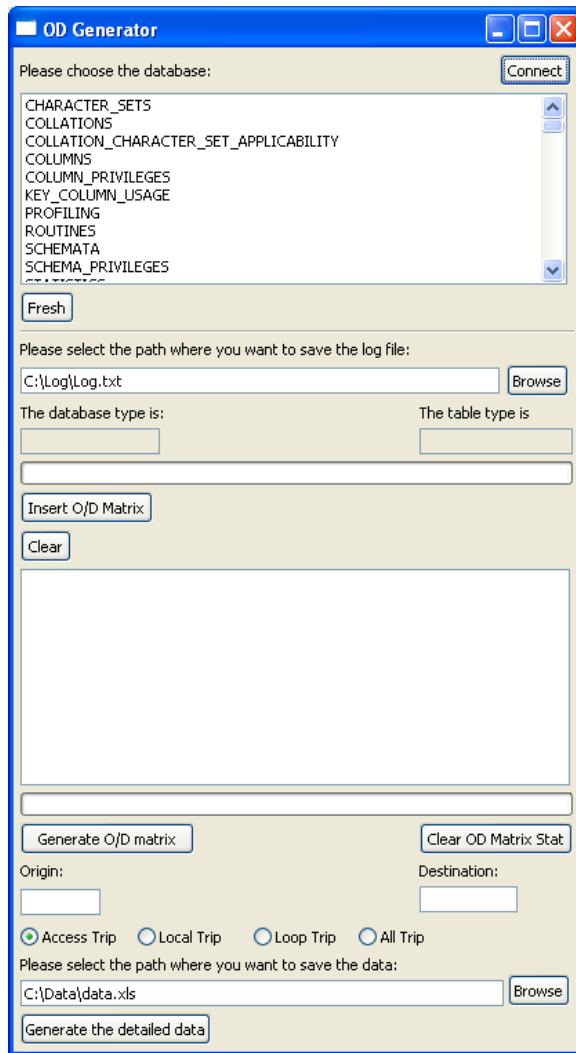 OD Generator
Please choose the database:
Connect
CHARACTER_SETS
COLLATIONS
COLLATION_CHARACTER_SET_APPLICABILITY
COLUMNS
COLUMN_PRIVILEGES
KEY_COLUMN_USAGE
PROFILING
ROUTINES
SCHEMATA
SCHEMA_PRIVILEGES
Fresh
Please select the path where you want to save the log file:
C:\Log\Log.txt
Browse
The database type is:
The table type is
Insert O/D Matrix
Clear
Generate O/D matrix
Clear OD Matrix Stat
Origin:
Destination:
Access Trip
Local Trip
Loop Trip
All Trip
Please select the path where you want to save the data:
C:\Data\data.xls
Browse
Generate the detailed data